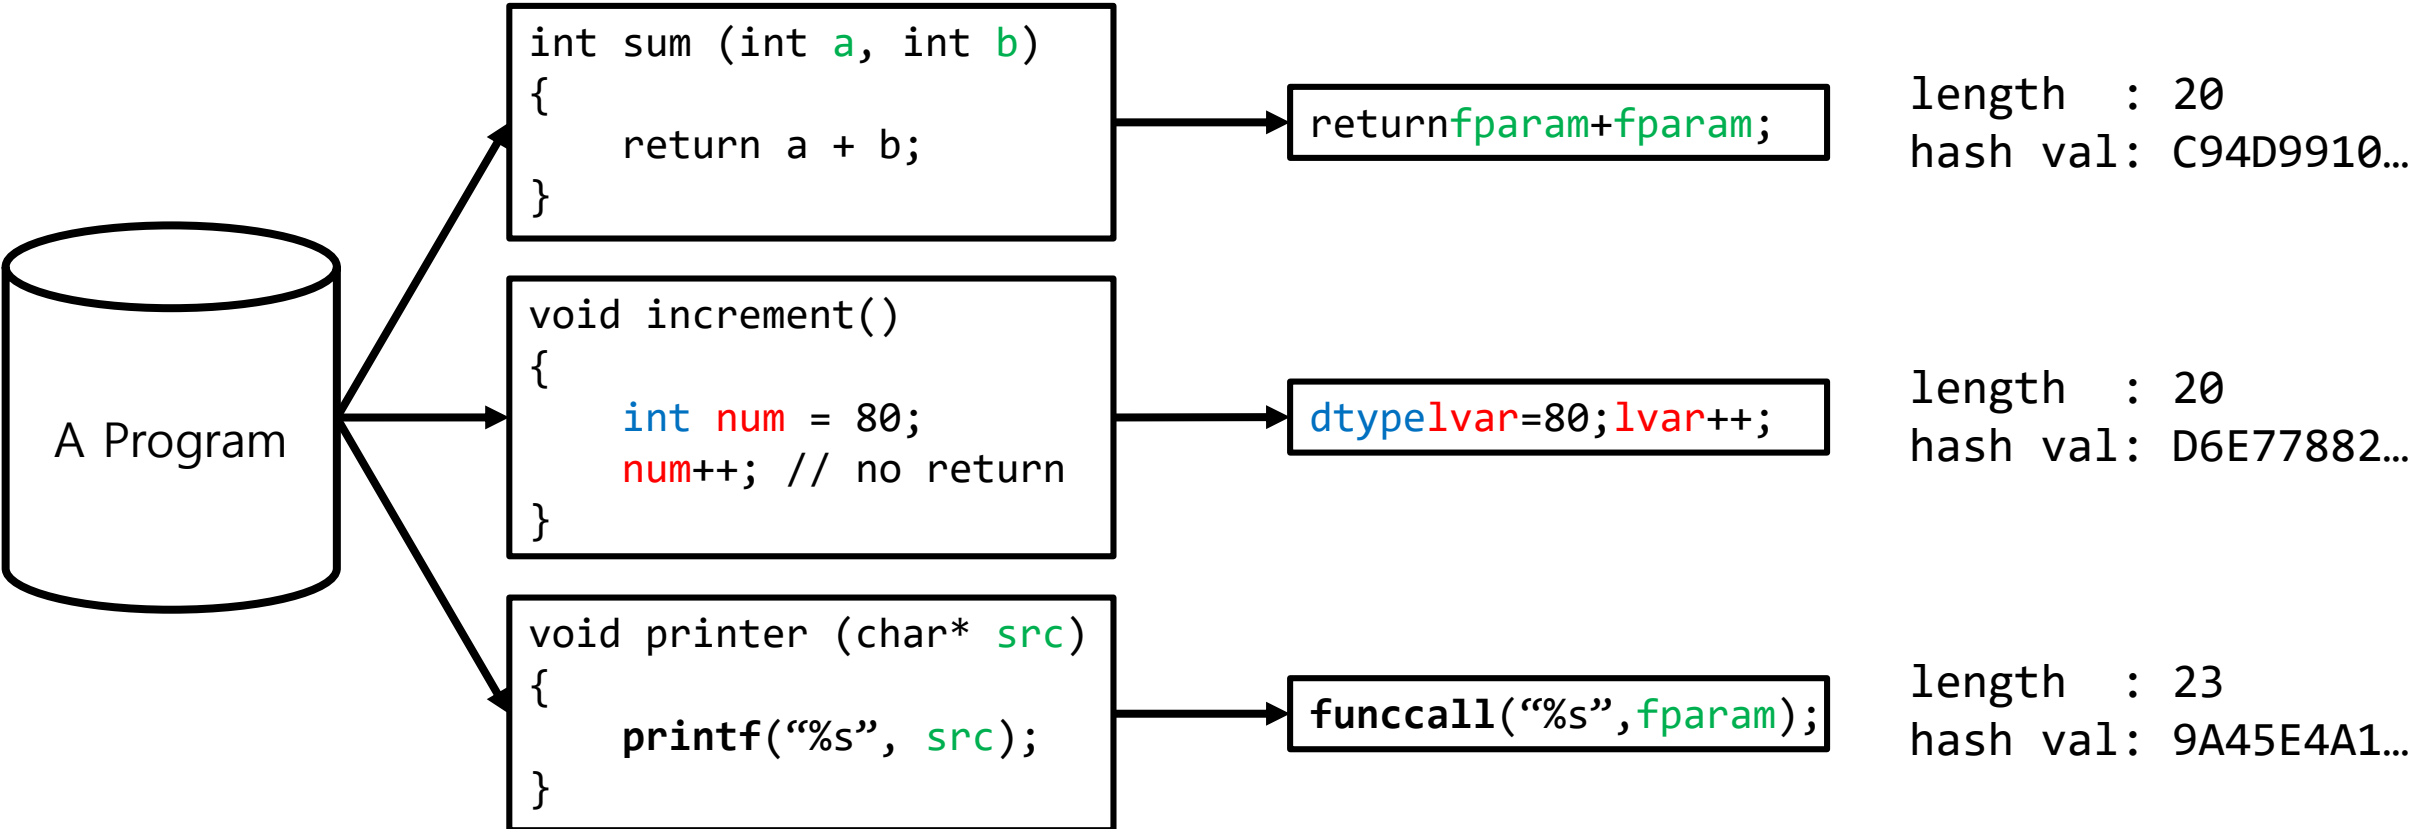 A Program
int sum (int a, int b)
{
    return a + b;
}
returnfparam+fparam;
length  : 20
hash val: C94D9910…
void increment()
{
    int num = 80;
    num++; // no return
}
dtypelvar=80;lvar++;
length  : 20
hash val: D6E77882…
void printer (char* src)
{
    printf(“%s”, src);
}
funccall(“%s”,fparam);
length  : 23
hash val: 9A45E4A1…